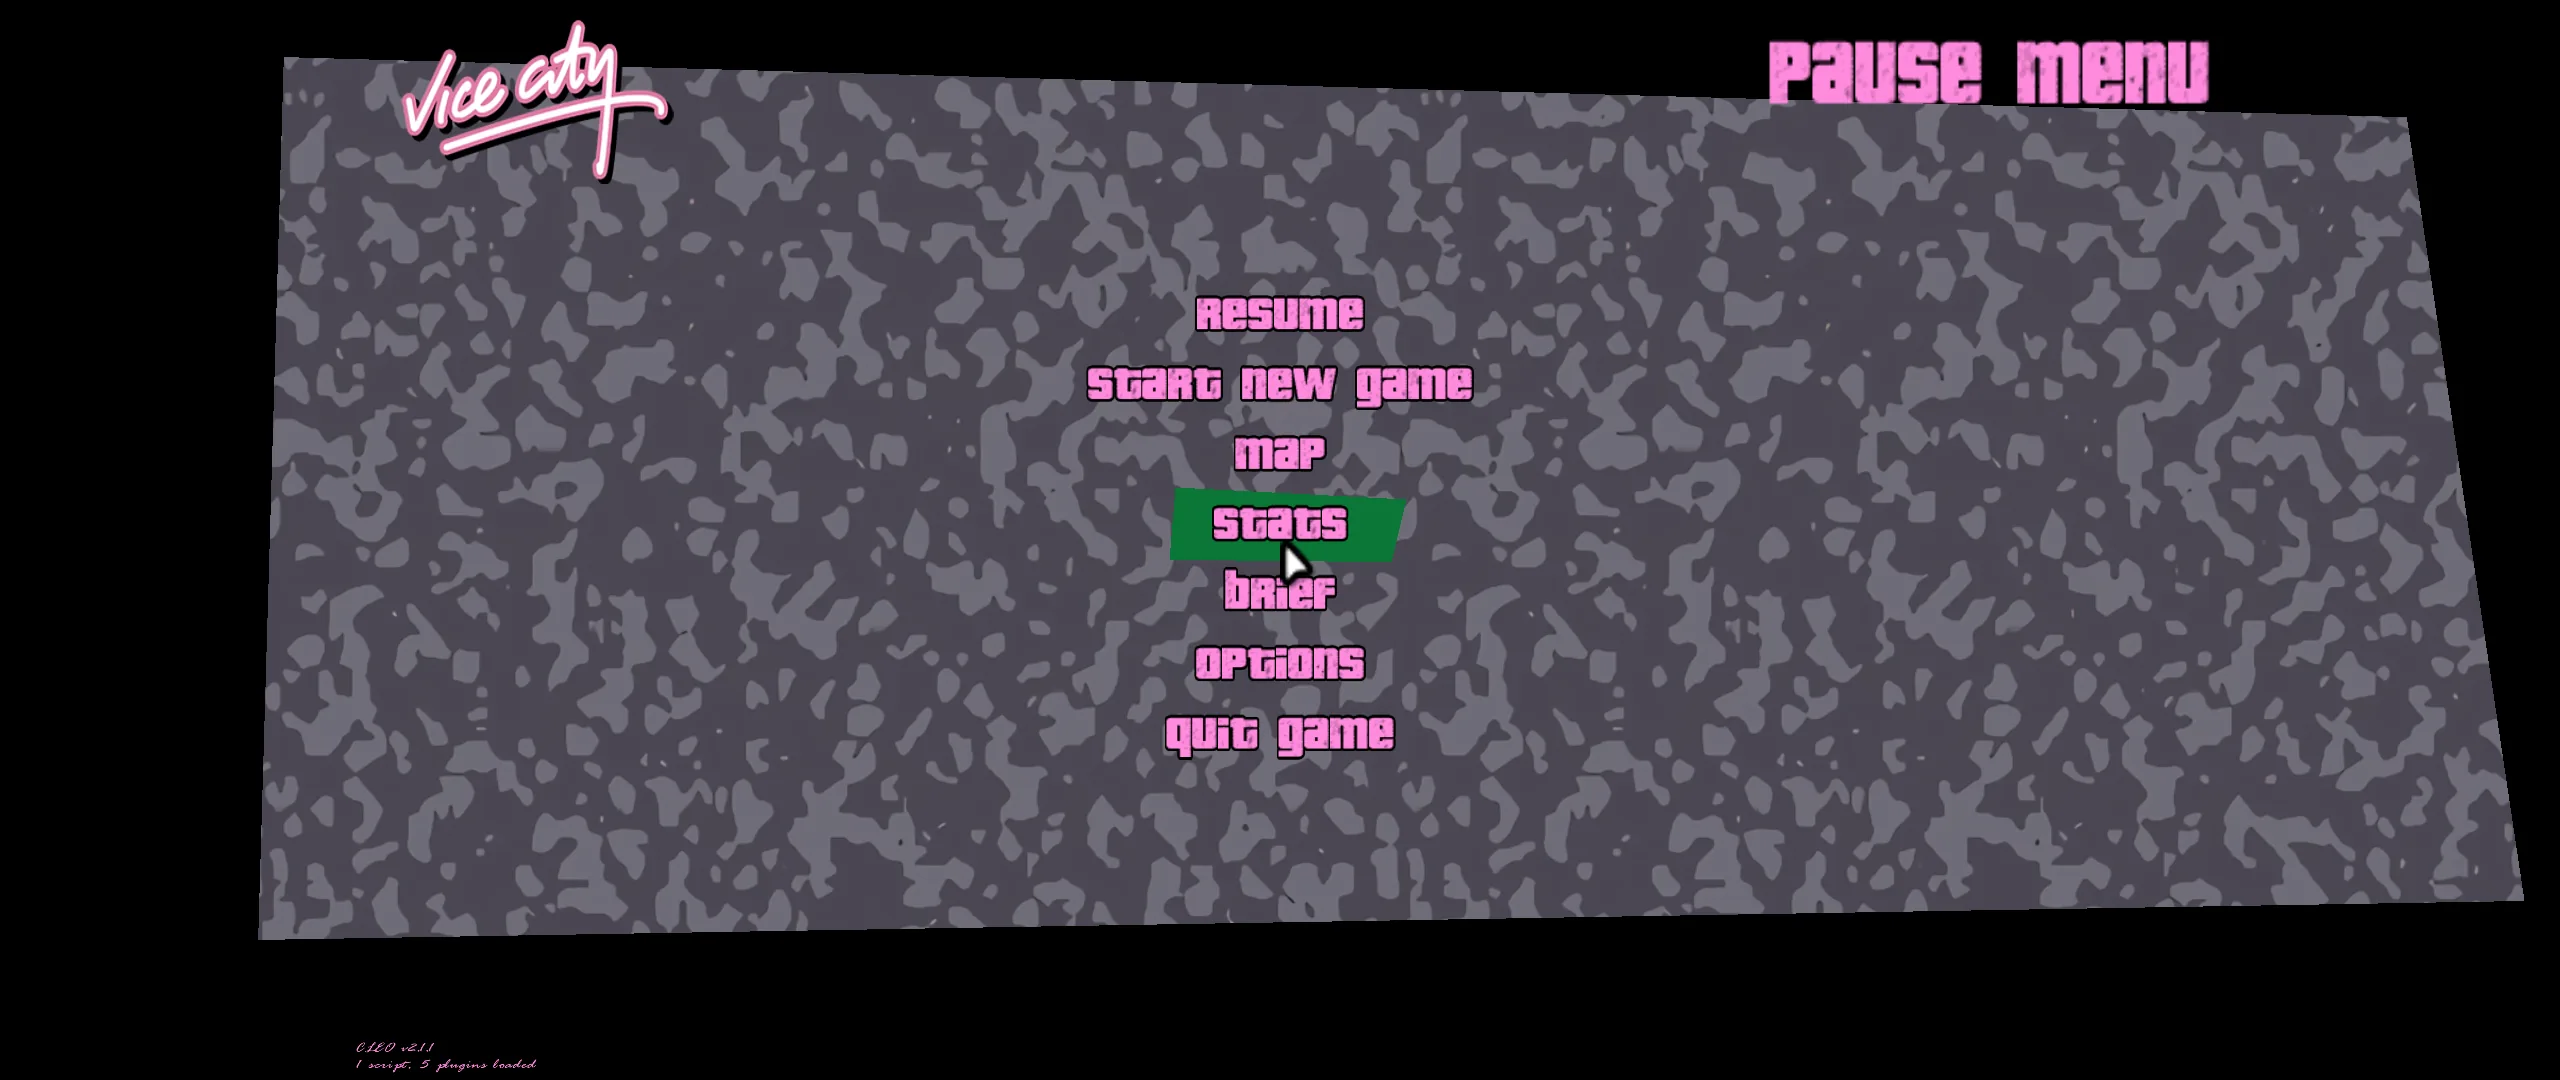 Vice City
Pause Menu
Resume
Start New Game
Map
Stats
Brief
Options
Quit Game
CLEO v2.1.1
1 script, 5 plugins loaded